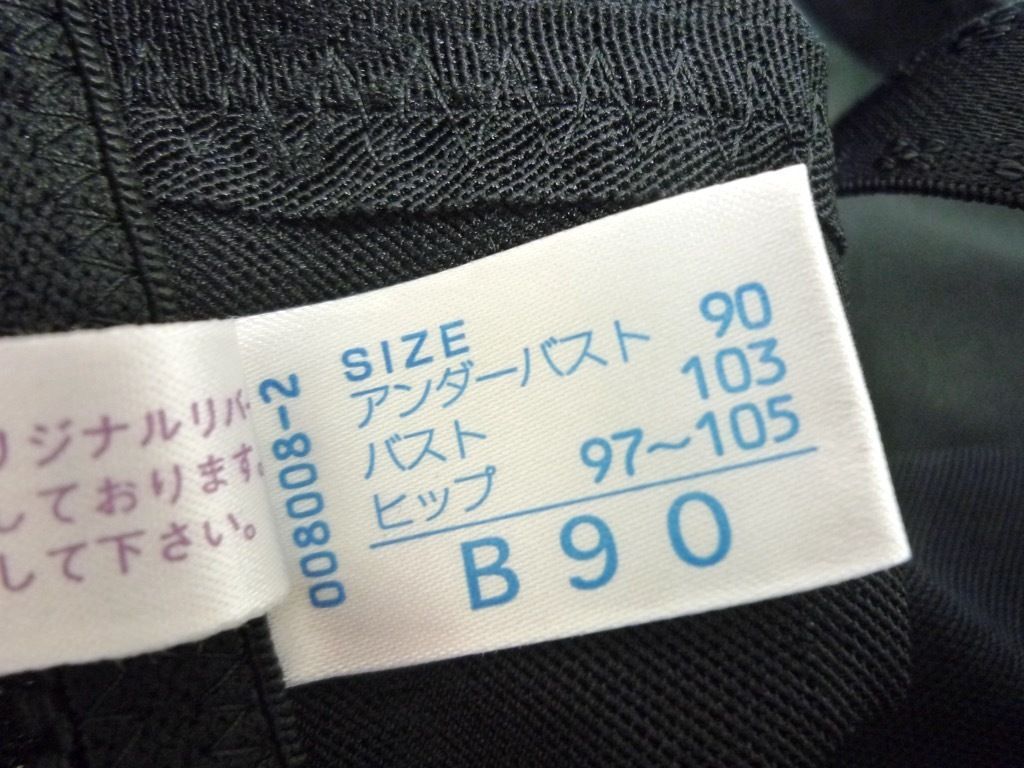 リジナルリバ
しております。
して下さい。
008008-2
SIZE
アンダーバスト 90
バスト 103
ヒップ 97～105
B90